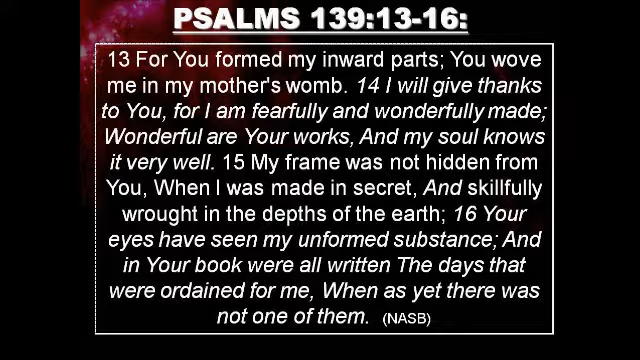 PSALMS 139:13-16:
13 For You formed my inward parts; You wove
me in my mother's womb. 14 I will give thanks
to You, for I am fearfully and wonderfully made;
Wonderful are Your works, And my soul knows
it very well. 15 My frame was not hidden from
You, When I was made in secret, And skillfully
wrought in the depths of the earth; 16 Your
eyes have seen my unformed substance; And
in Your book were all written The days that
were ordained for me, When as yet there was
not one of them. (NASB)